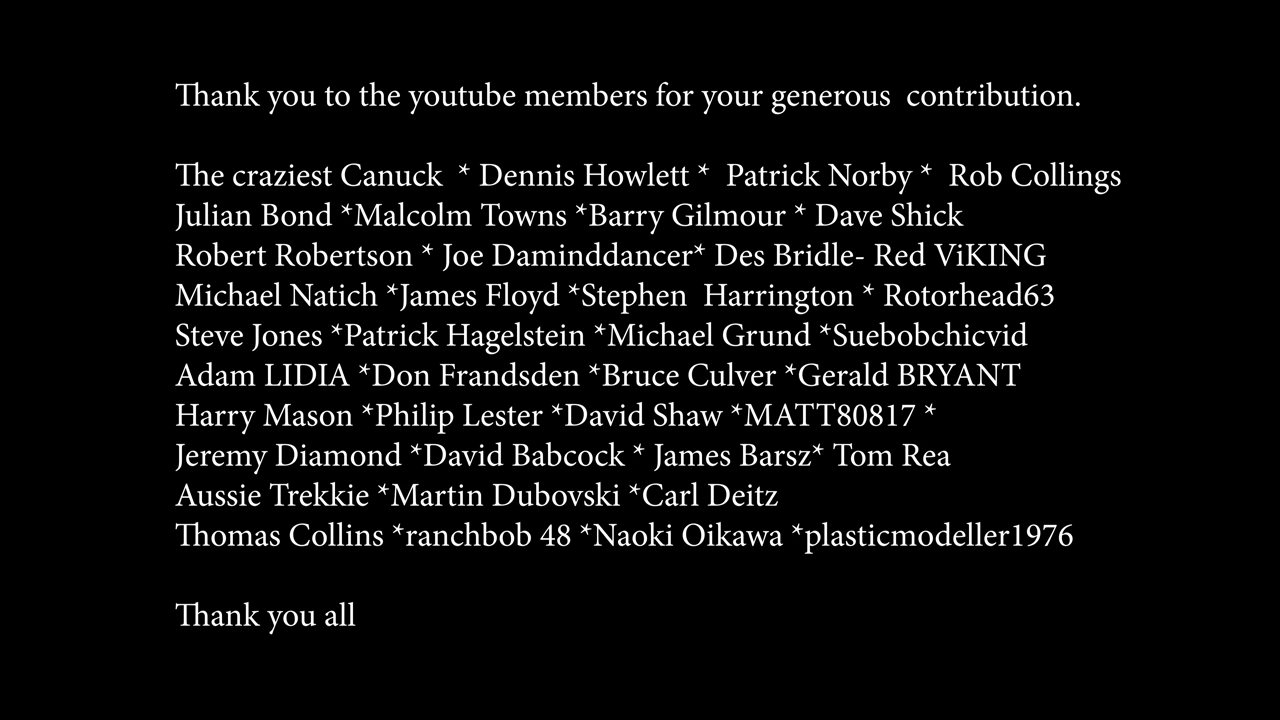 Thank you to the youtube members for your generous  contribution.
The craziest Canuck  * Dennis Howlett *  Patrick Norby *  Rob Collings
Julian Bond *Malcolm Towns *Barry Gilmour * Dave Shick
Robert Robertson * Joe Daminddancer* Des Bridle- Red ViKING
Michael Natich *James Floyd *Stephen  Harrington * Rotorhead63
Steve Jones *Patrick Hagelstein *Michael Grund *Suebobchicvid
Adam LIDIA *Don Frandsden *Bruce Culver *Gerald BRYANT
Harry Mason *Philip Lester *David Shaw *MATT80817 *
Jeremy Diamond *David Babcock * James Barsz* Tom Rea
Aussie Trekkie *Martin Dubovski *Carl Deitz
Thomas Collins *ranchbob 48 *Naoki Oikawa *plasticmodeller1976
Thank you all